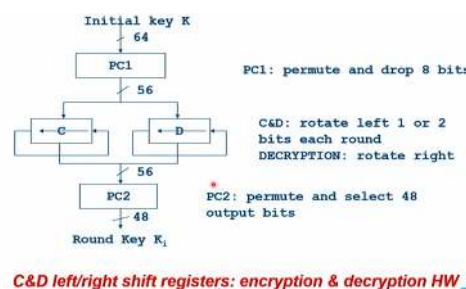 Initial key K
64
PC1
PC1: permute and drop 8 bits
56
C
D
C&D: rotate left 1 or 2
bits each round
DECRYPTION: rotate right
56
PC2
PC2: permute and select 48
output bits
48
Round Key Ki
C&D left/right shift registers: encryption & decryption HW